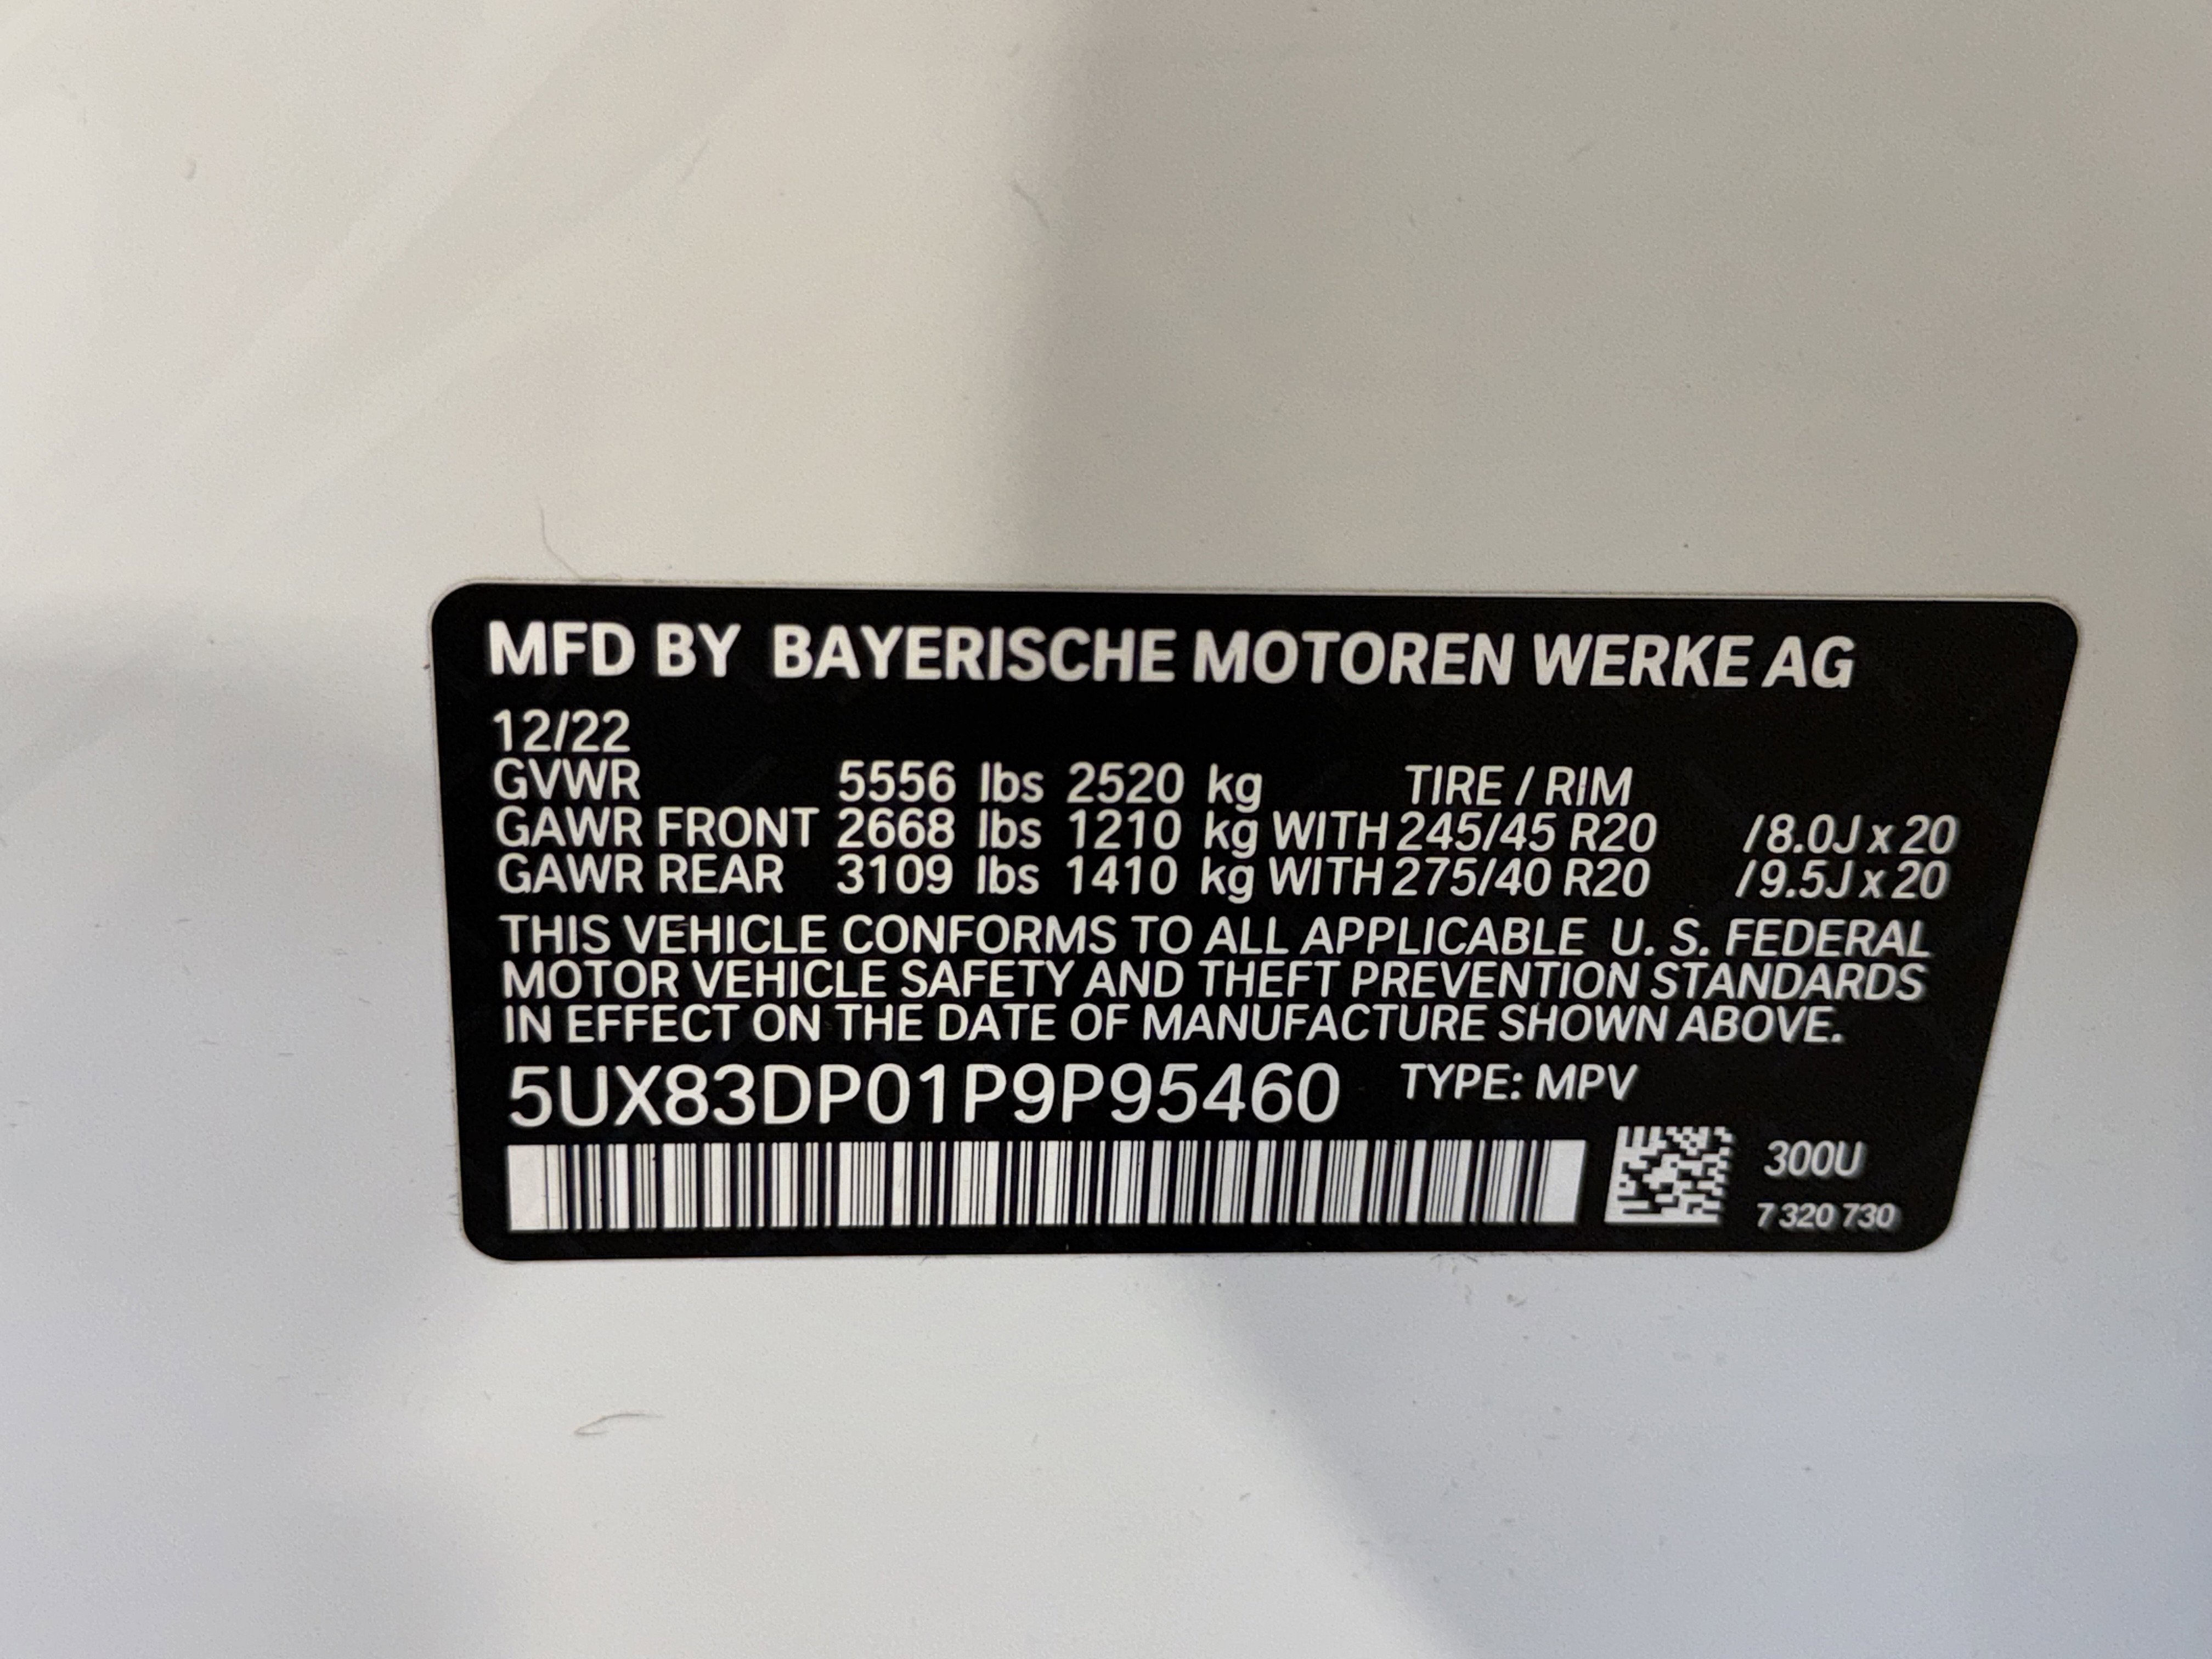 MFD BY BAYERISCHE MOTOREN WERKE AG
12/22
GVWR 5556 lbs 2520 kg TIRE / RIM
GAWR FRONT 2668 lbs 1210 kg WITH 245/45 R20 /8.0J x 20
GAWR REAR 3109 lbs 1410 kg WITH 275/40 R20 /9.5J x 20
THIS VEHICLE CONFORMS TO ALL APPLICABLE U. S. FEDERAL
MOTOR VEHICLE SAFETY AND THEFT PREVENTION STANDARDS
IN EFFECT ON THE DATE OF MANUFACTURE SHOWN ABOVE.
5UX83DP01P9P95460 TYPE: MPV
300U
7 320 730